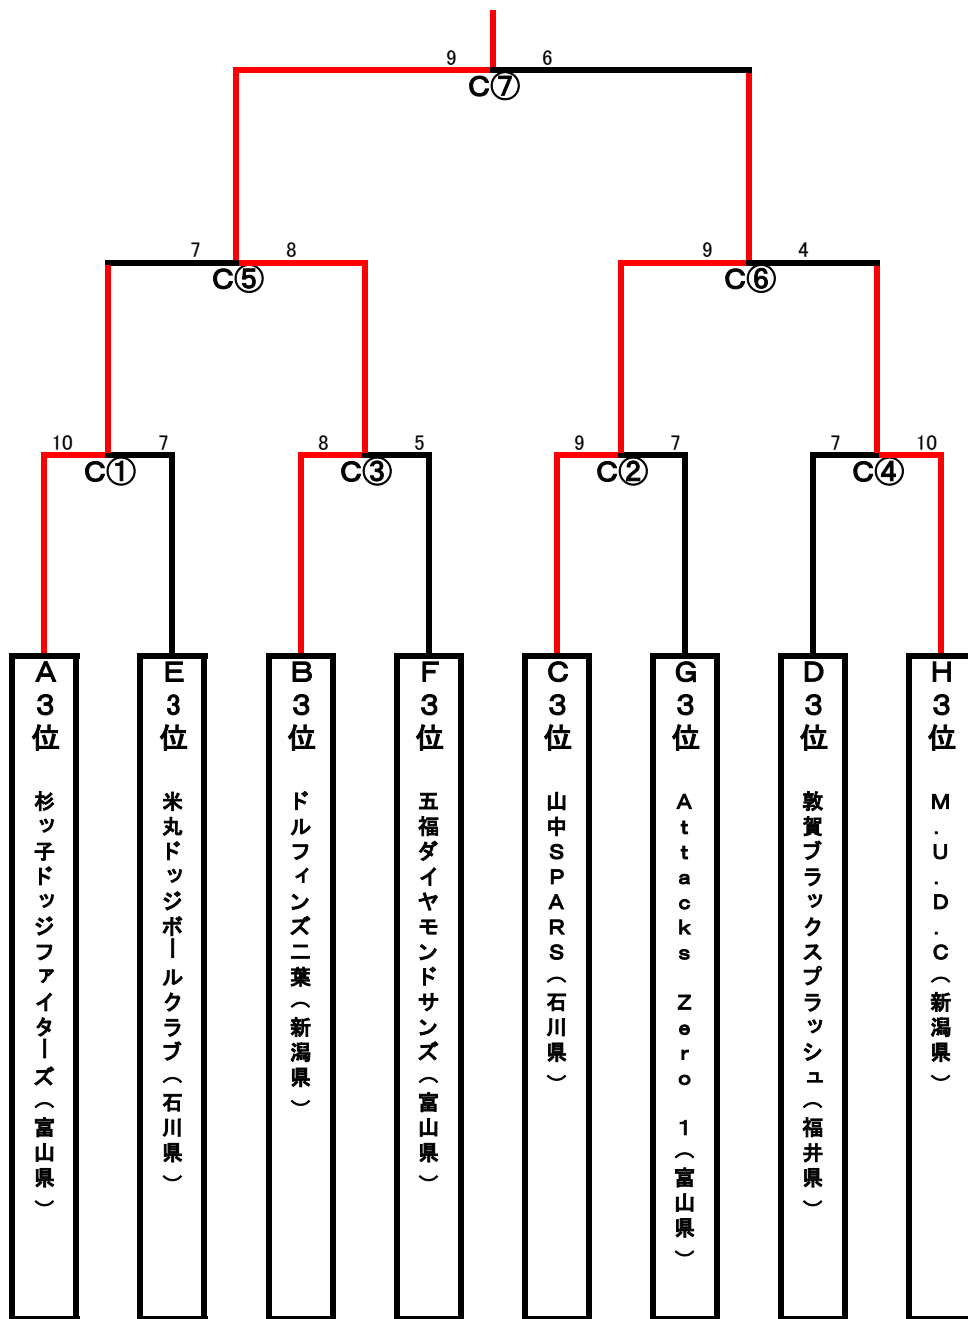 9 6
C⑦
7 8 9 4
C⑤ C⑥
10 7 8 5 9 7 7 10
C① C③ C② C④
A3位 杉ッ子ドッジファイターズ(富山県)
E3位 米丸ドッジボールクラブ(石川県)
B3位 ドルフィンズ二葉(新潟県)
F3位 五福ダイヤモンドサンズ(富山県)
C3位 山中SPARS(石川県)
G3位 Attacks Zero 1(富山県)
D3位 敦賀ブラックスプラッシュ(福井県)
H3位 M.U.D.C(新潟県)